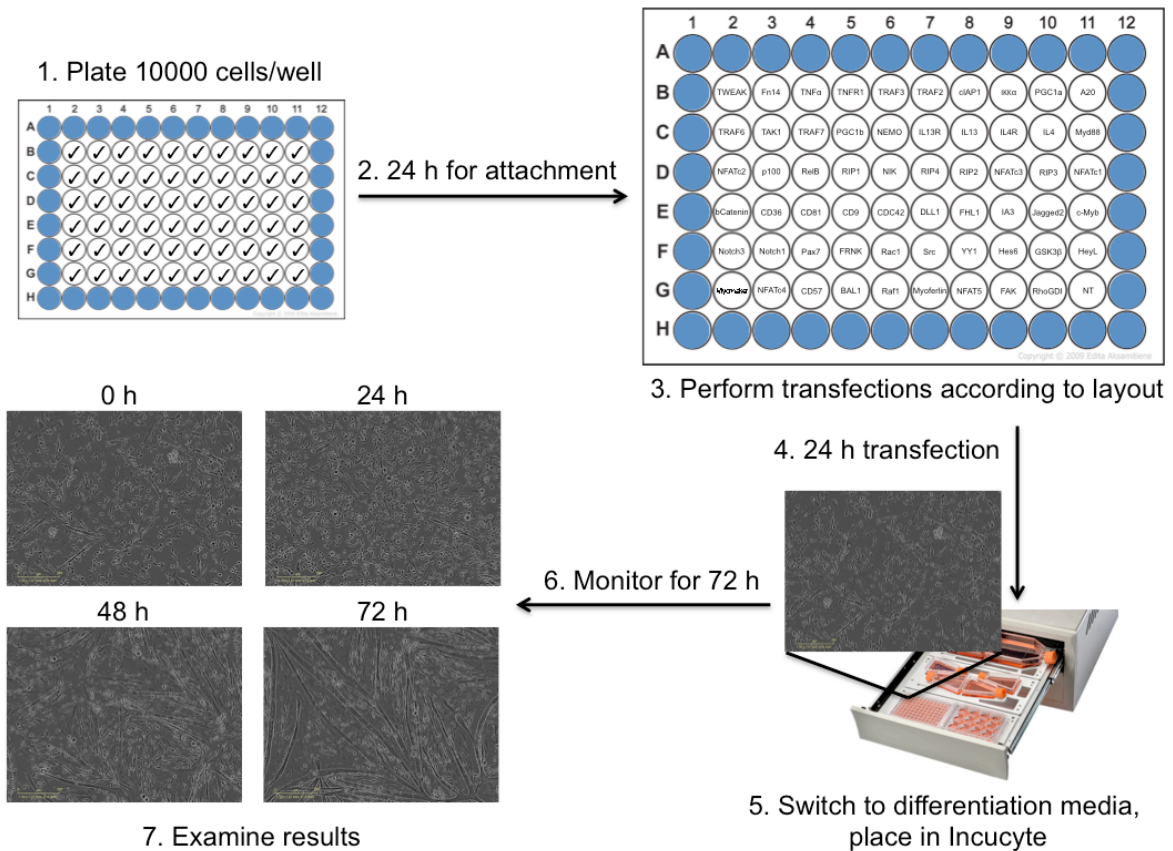 1. Plate 10000 cells/well
1 2 3 4 5 6 7 8 9 10 11 12
A
B ✓ ✓ ✓ ✓ ✓ ✓ ✓ ✓ ✓ ✓
C ✓ ✓ ✓ ✓ ✓ ✓ ✓ ✓ ✓ ✓
D ✓ ✓ ✓ ✓ ✓ ✓ ✓ ✓ ✓ ✓
E ✓ ✓ ✓ ✓ ✓ ✓ ✓ ✓ ✓ ✓
F ✓ ✓ ✓ ✓ ✓ ✓ ✓ ✓ ✓ ✓
G ✓ ✓ ✓ ✓ ✓ ✓ ✓ ✓ ✓ ✓
H
2. 24 h for attachment
1 2 3 4 5 6 7 8 9 10 11 12
A
B TWEAK Fn14 TNFα TNFR1 TRAF3 TRAF2 cIAP1 IKKα PGC1a A20
C TRAF6 TAK1 TRAF7 PGC1b NEMO IL13R IL13 IL4R IL4 Myd88
D NFATc2 p100 RelB RIP1 NIK RIP4 RIP2 NFATc3 RIP3 NFATc1
E bCatenin CD36 CD81 CD9 CDC42 DLL1 FHL1 IA3 Jagged2 c-Myb
F Notch3 Notch1 Pax7 FRNK Rac1 Src YY1 Hes6 GSK3β HeyL
G Myomaker NFATc4 CD57 BAL1 Raf1 Myoferlin NFAT5 FAK RhoGDI NT
H
Copyright © 2009 Edita Aksamitiene
3. Perform transfections according to layout
4. 24 h transfection
5. Switch to differentiation media,
place in Incucyte
6. Monitor for 72 h
0 h
24 h
48 h
72 h
7. Examine results